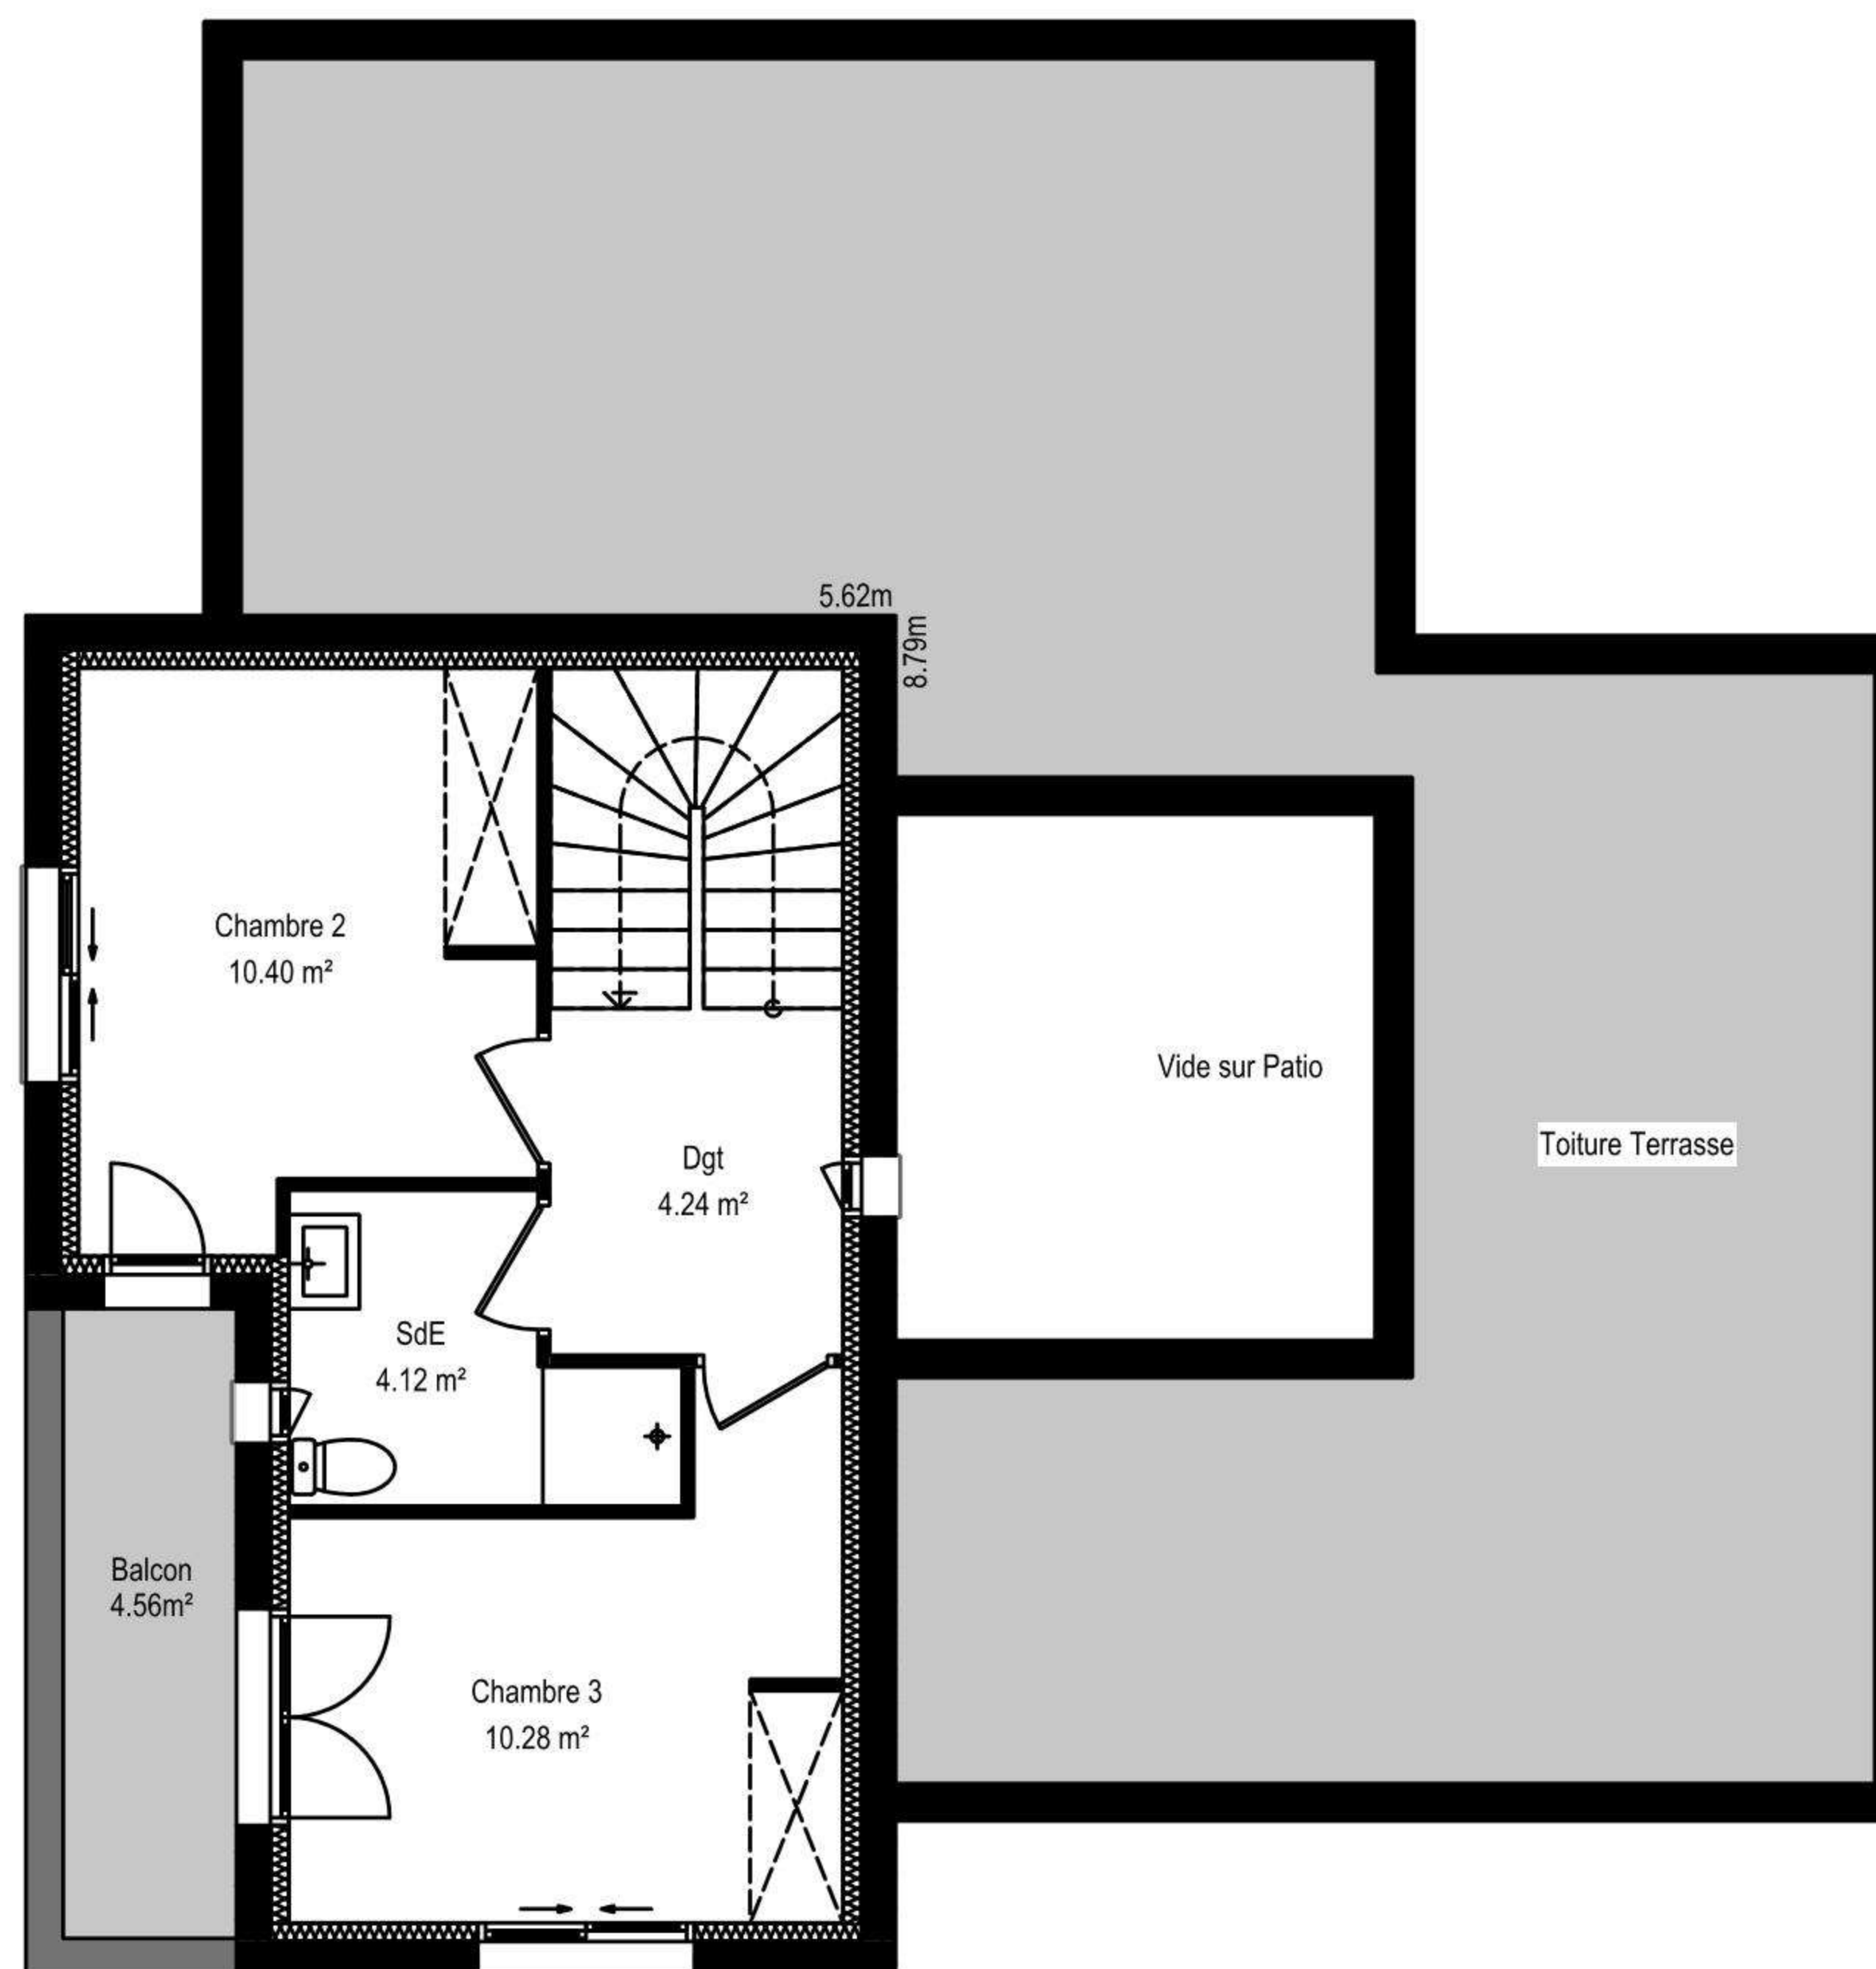 5.62m
8.79m
Chambre 2
10.40 m²
Vide sur Patio
Toiture Terrasse
Dgt
4.24 m²
SdE
4.12 m²
Balcon
4.56m²
Chambre 3
10.28 m²